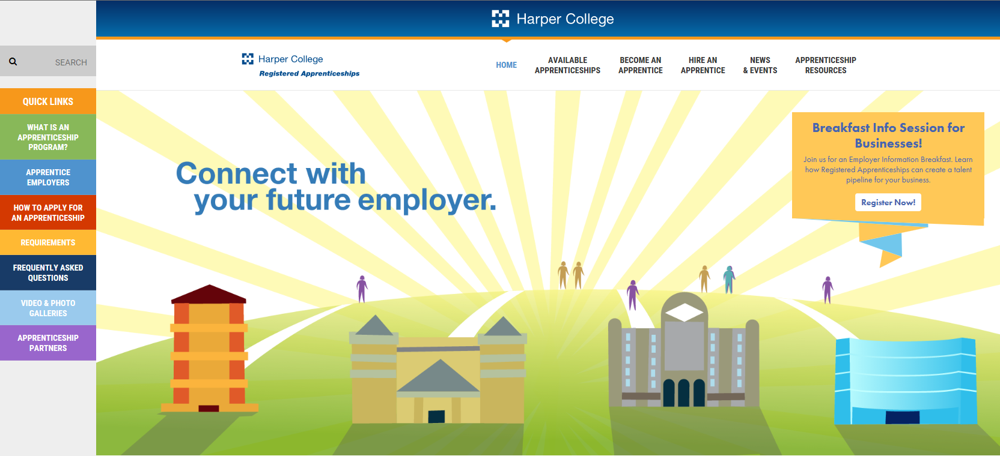 Harper College
SEARCH
Harper College
Registered Apprenticeships
HOME
AVAILABLE
APPRENTICESHIPS
BECOME AN
APPRENTICE
HIRE AN
APPRENTICE
NEWS
& EVENTS
APPRENTICESHIP
RESOURCES
QUICK LINKS
WHAT IS AN
APPRENTICESHIP
PROGRAM?
APPRENTICE
EMPLOYERS
HOW TO APPLY FOR
AN APPRENTICESHIP
REQUIREMENTS
FREQUENTLY ASKED
QUESTIONS
VIDEO & PHOTO
GALLERIES
APPRENTICESHIP
PARTNERS
Connect with
your future employer.
Breakfast Info Session for
Businesses!
Join us for an Employer Information Breakfast. Learn
how Registered Apprenticeships can create a talent
pipeline for your business.
Register Now!